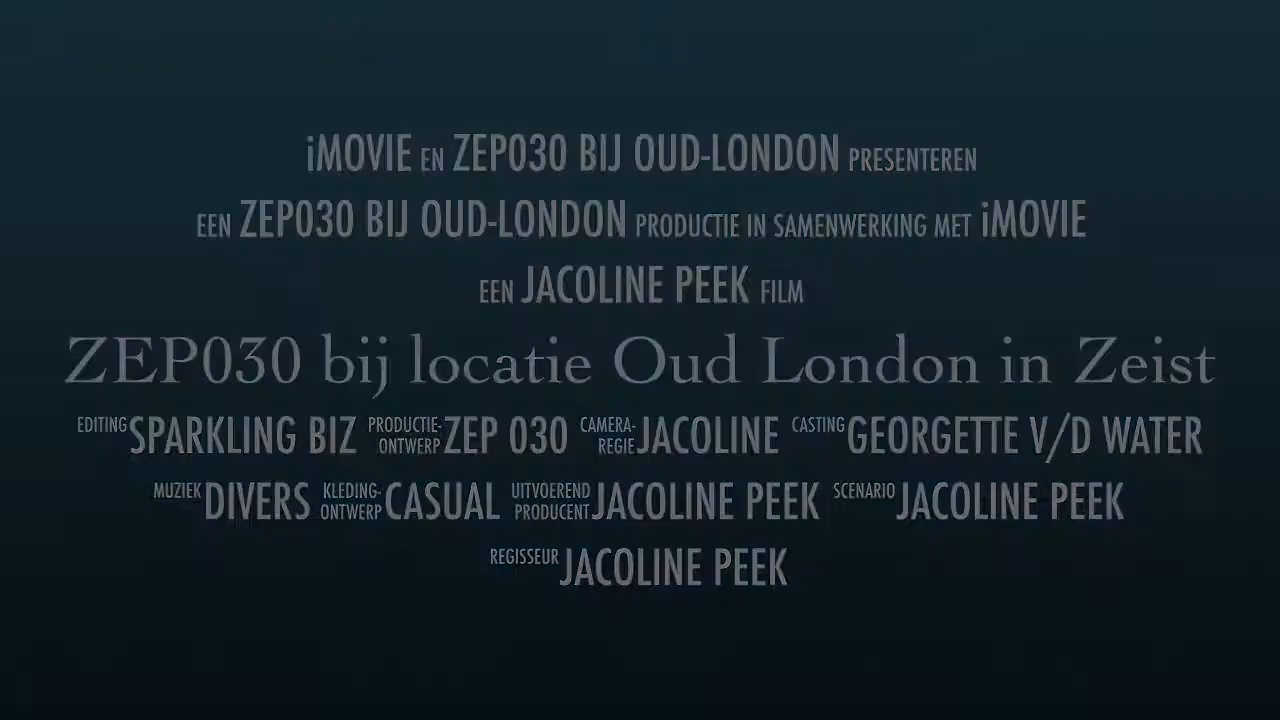 iMOVIE EN ZEP030 BIJ OUD-LONDON PRESENTEREN
EEN ZEP030 BIJ OUD-LONDON PRODUCTIE IN SAMENWERKING MET iMOVIE
EEN JACOLINE PEEK FILM
ZEP030 bij locatie Oud London in Zeist
EDITING SPARKLING BIZ PRODUCTIE-ONTWERP ZEP 030 CAMERA-REGIE JACOLINE CASTING GEORGETTE V/D WATER
MUZIEK DIVERS KLEDING-ONTWERP CASUAL UITVOEREND PRODUCENT JACOLINE PEEK SCENARIO JACOLINE PEEK
REGISSEUR JACOLINE PEEK